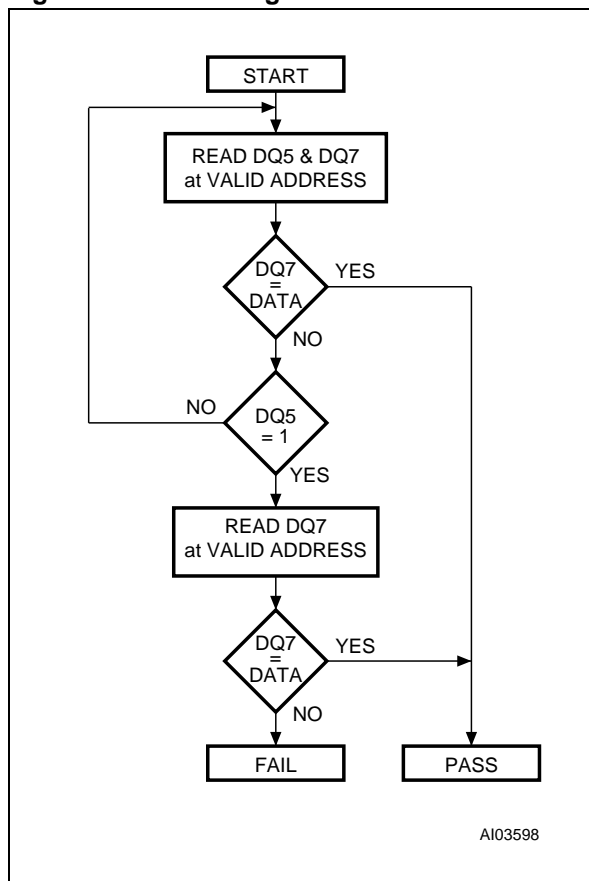 START
READ DQ5 & DQ7
at VALID ADDRESS
DQ7
=
DATA
YES
NO
NO
DQ5
= 1
YES
READ DQ7
at VALID ADDRESS
DQ7
=
DATA
YES
NO
FAIL
PASS
AI03598